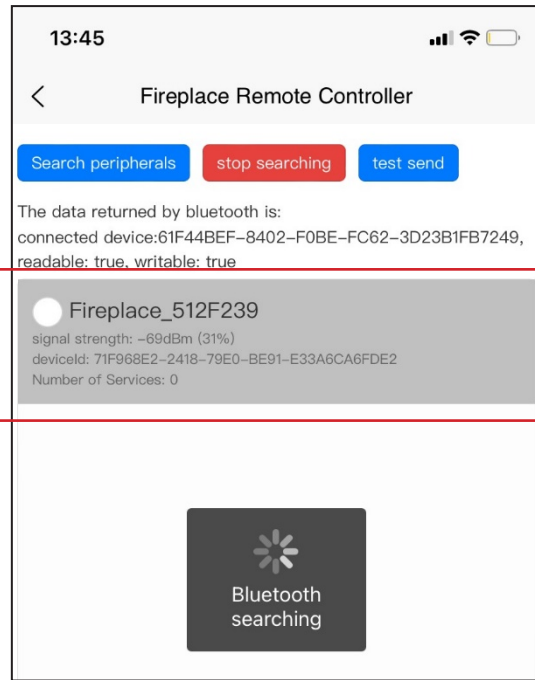 13:45
Fireplace Remote Controller
Search peripherals stop searching test send
The data returned by bluetooth is:
connected device:61F44BEF-8402-F0BE-FC62-3D23B1FB7249,
readable: true, writable: true
Fireplace_512F239
signal strength: -69dBm (31%)
deviceId: 71F968E2-2418-79E0-BE91-E33A6CA6FDE2
Number of Services: 0
Bluetooth
searching